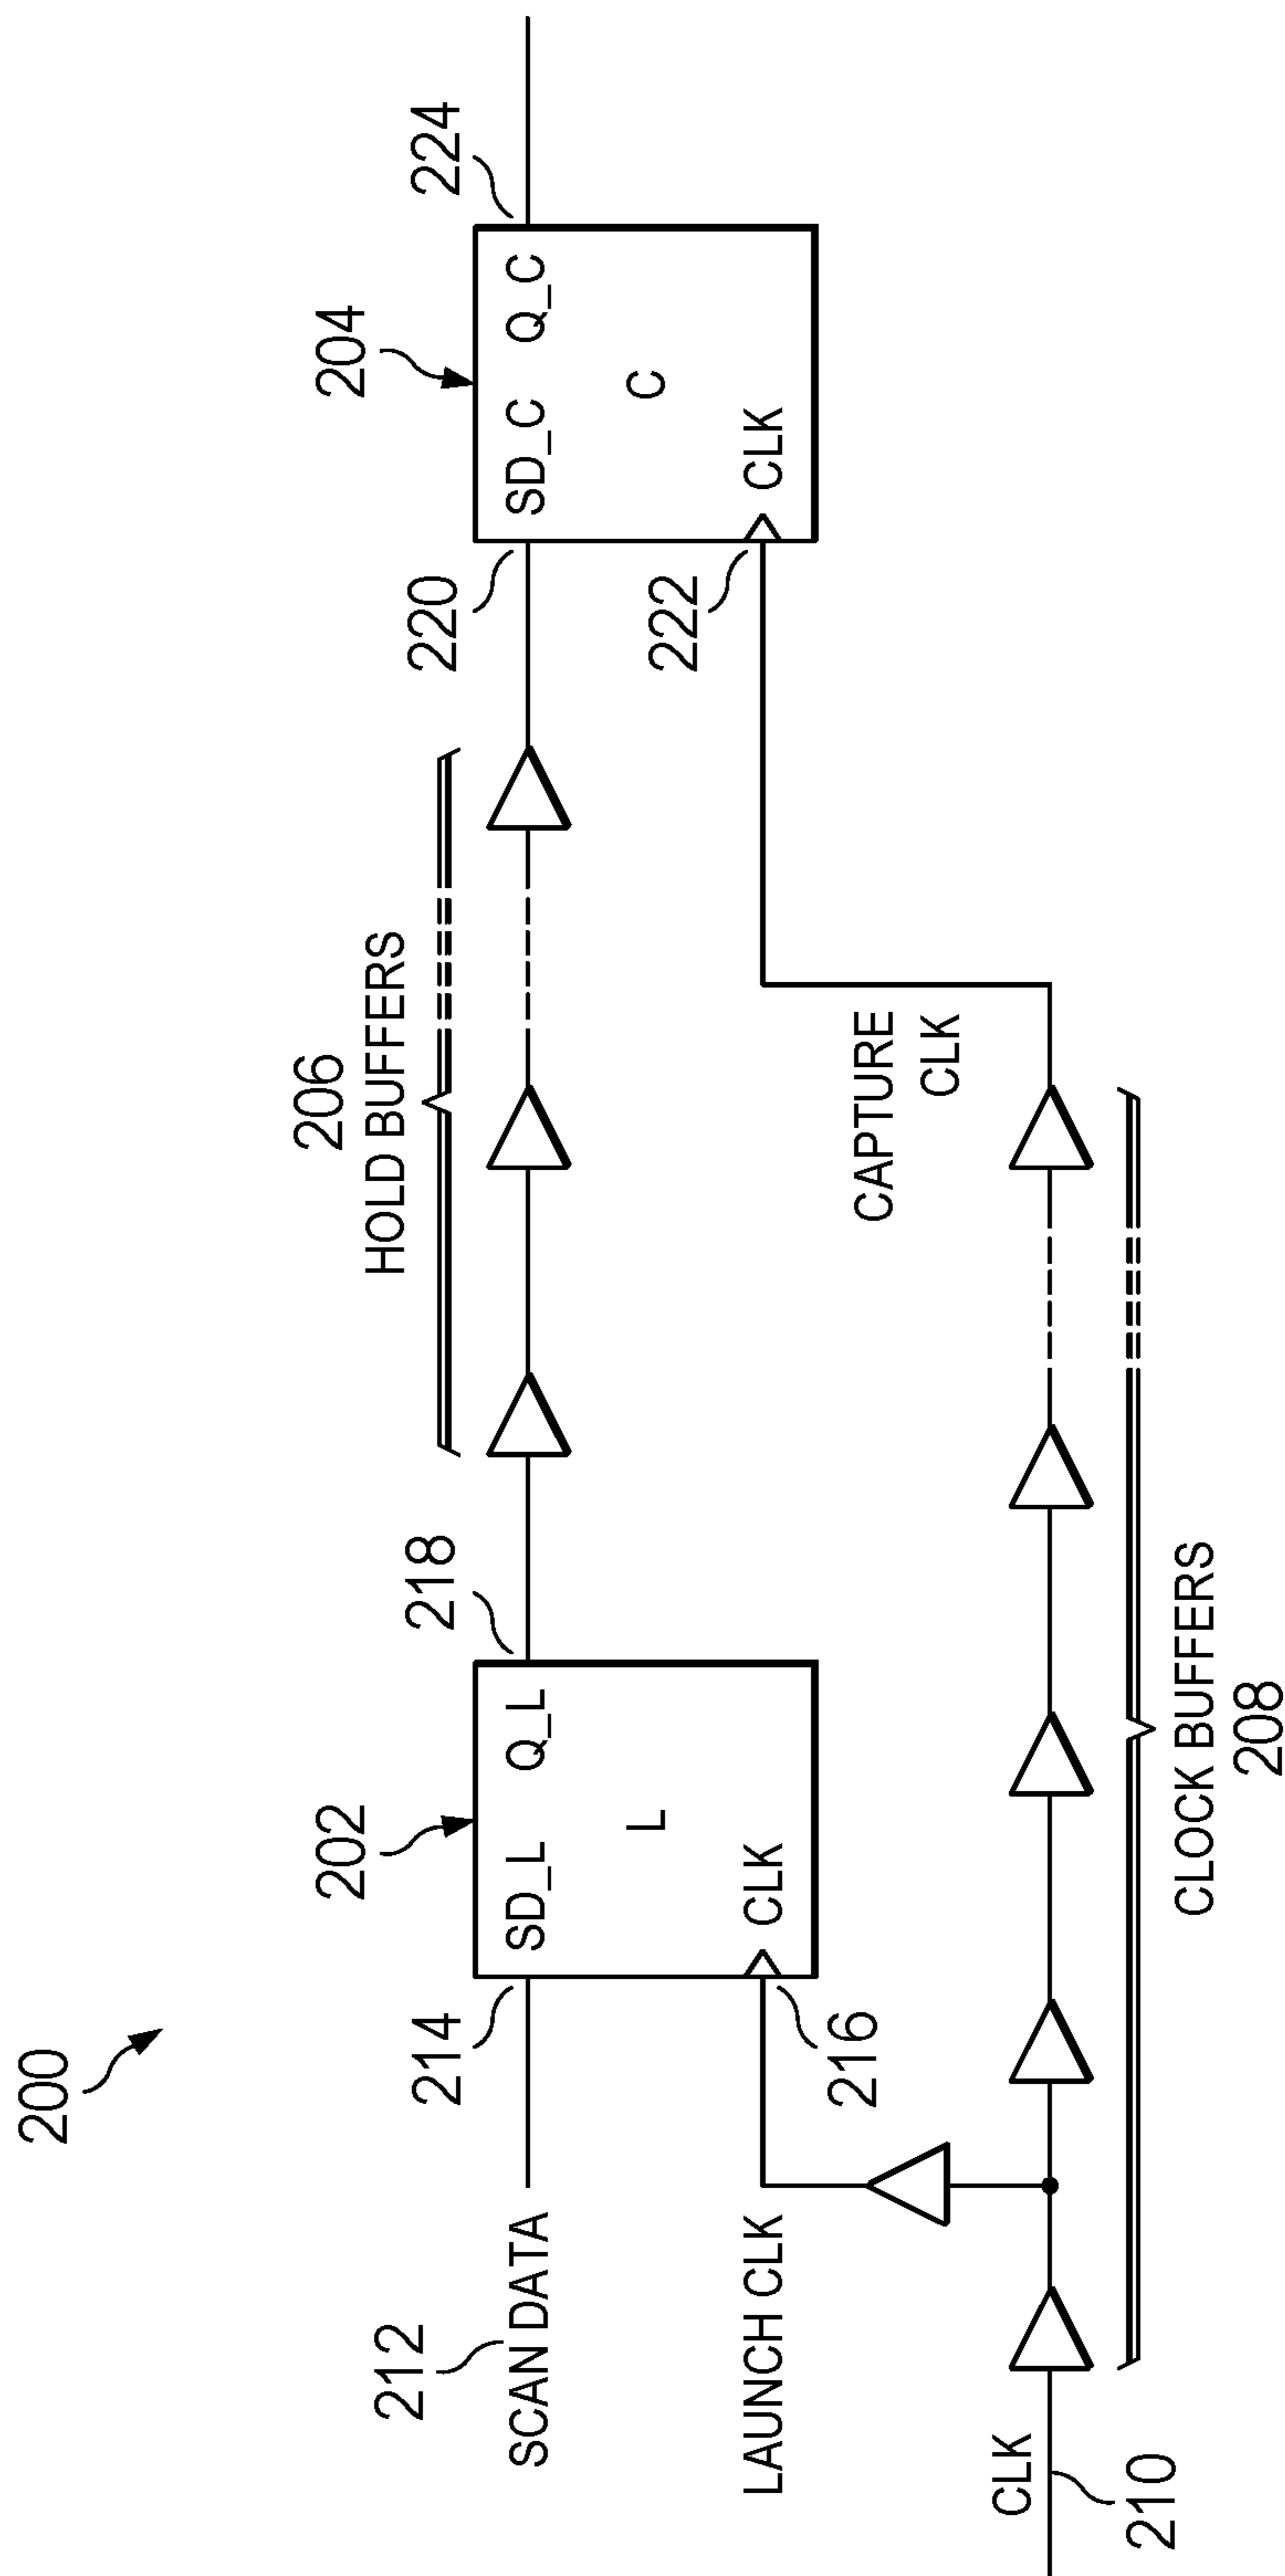 200
202
204
206
HOLD BUFFERS
212
SCAN DATA
214
SD_L
Q_L
218
220
SD_C
Q_C
224
L
C
LAUNCH CLK
216
CLK
222
CLK
CAPTURE
CLK
CLK
210
CLOCK BUFFERS
208